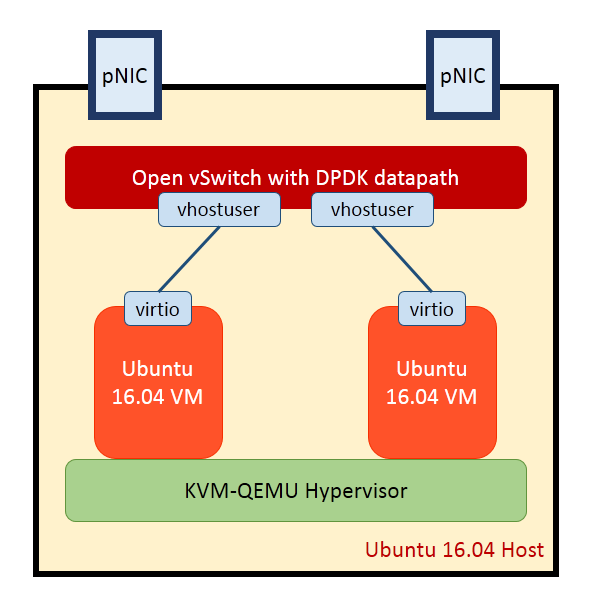 pNIC
pNIC
Open vSwitch with DPDK datapath
vhostuser
vhostuser
virtio
virtio
Ubuntu
16.04 VM
Ubuntu
16.04 VM
KVM-QEMU Hypervisor
Ubuntu 16.04 Host